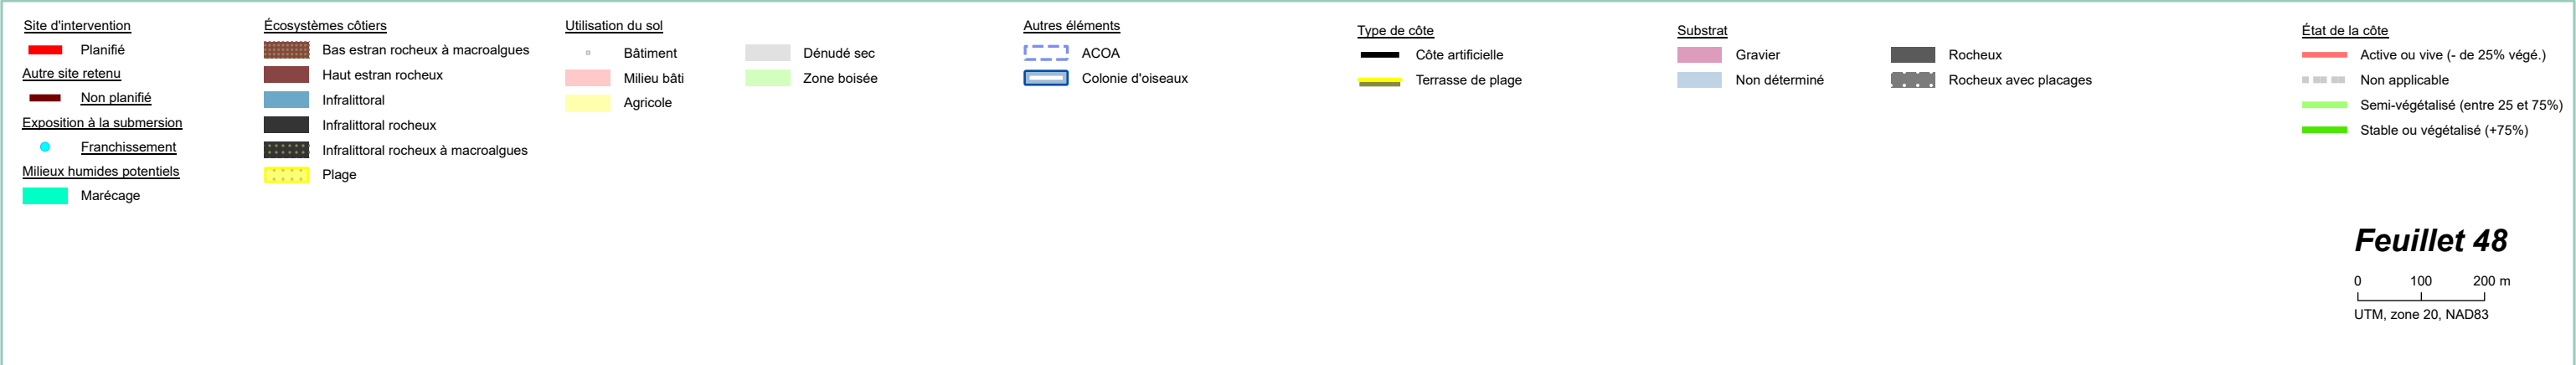 Site d'intervention
Planifié
Autre site retenu
Non planifié
Exposition à la submersion
Franchissement
Milieux humides potentiels
Marécage
Écosystèmes côtiers
Bas estran rocheux à macroalgues
Haut estran rocheux
Infralittoral
Infralittoral rocheux
Infralittoral rocheux à macroalgues
Plage
Utilisation du sol
Bâtiment
Milieu bâti
Agricole
Dénudé sec
Zone boisée
Autres éléments
ACOA
Colonie d'oiseaux
Type de côte
Côte artificielle
Terrasse de plage
Substrat
Gravier
Non déterminé
Rocheux
Rocheux avec placages
État de la côte
Active ou vive (- de 25% végé.)
Non applicable
Semi-végétalisé (entre 25 et 75%)
Stable ou végétalisé (+75%)
Feuillet 48
0 100 200 m
UTM, zone 20, NAD83